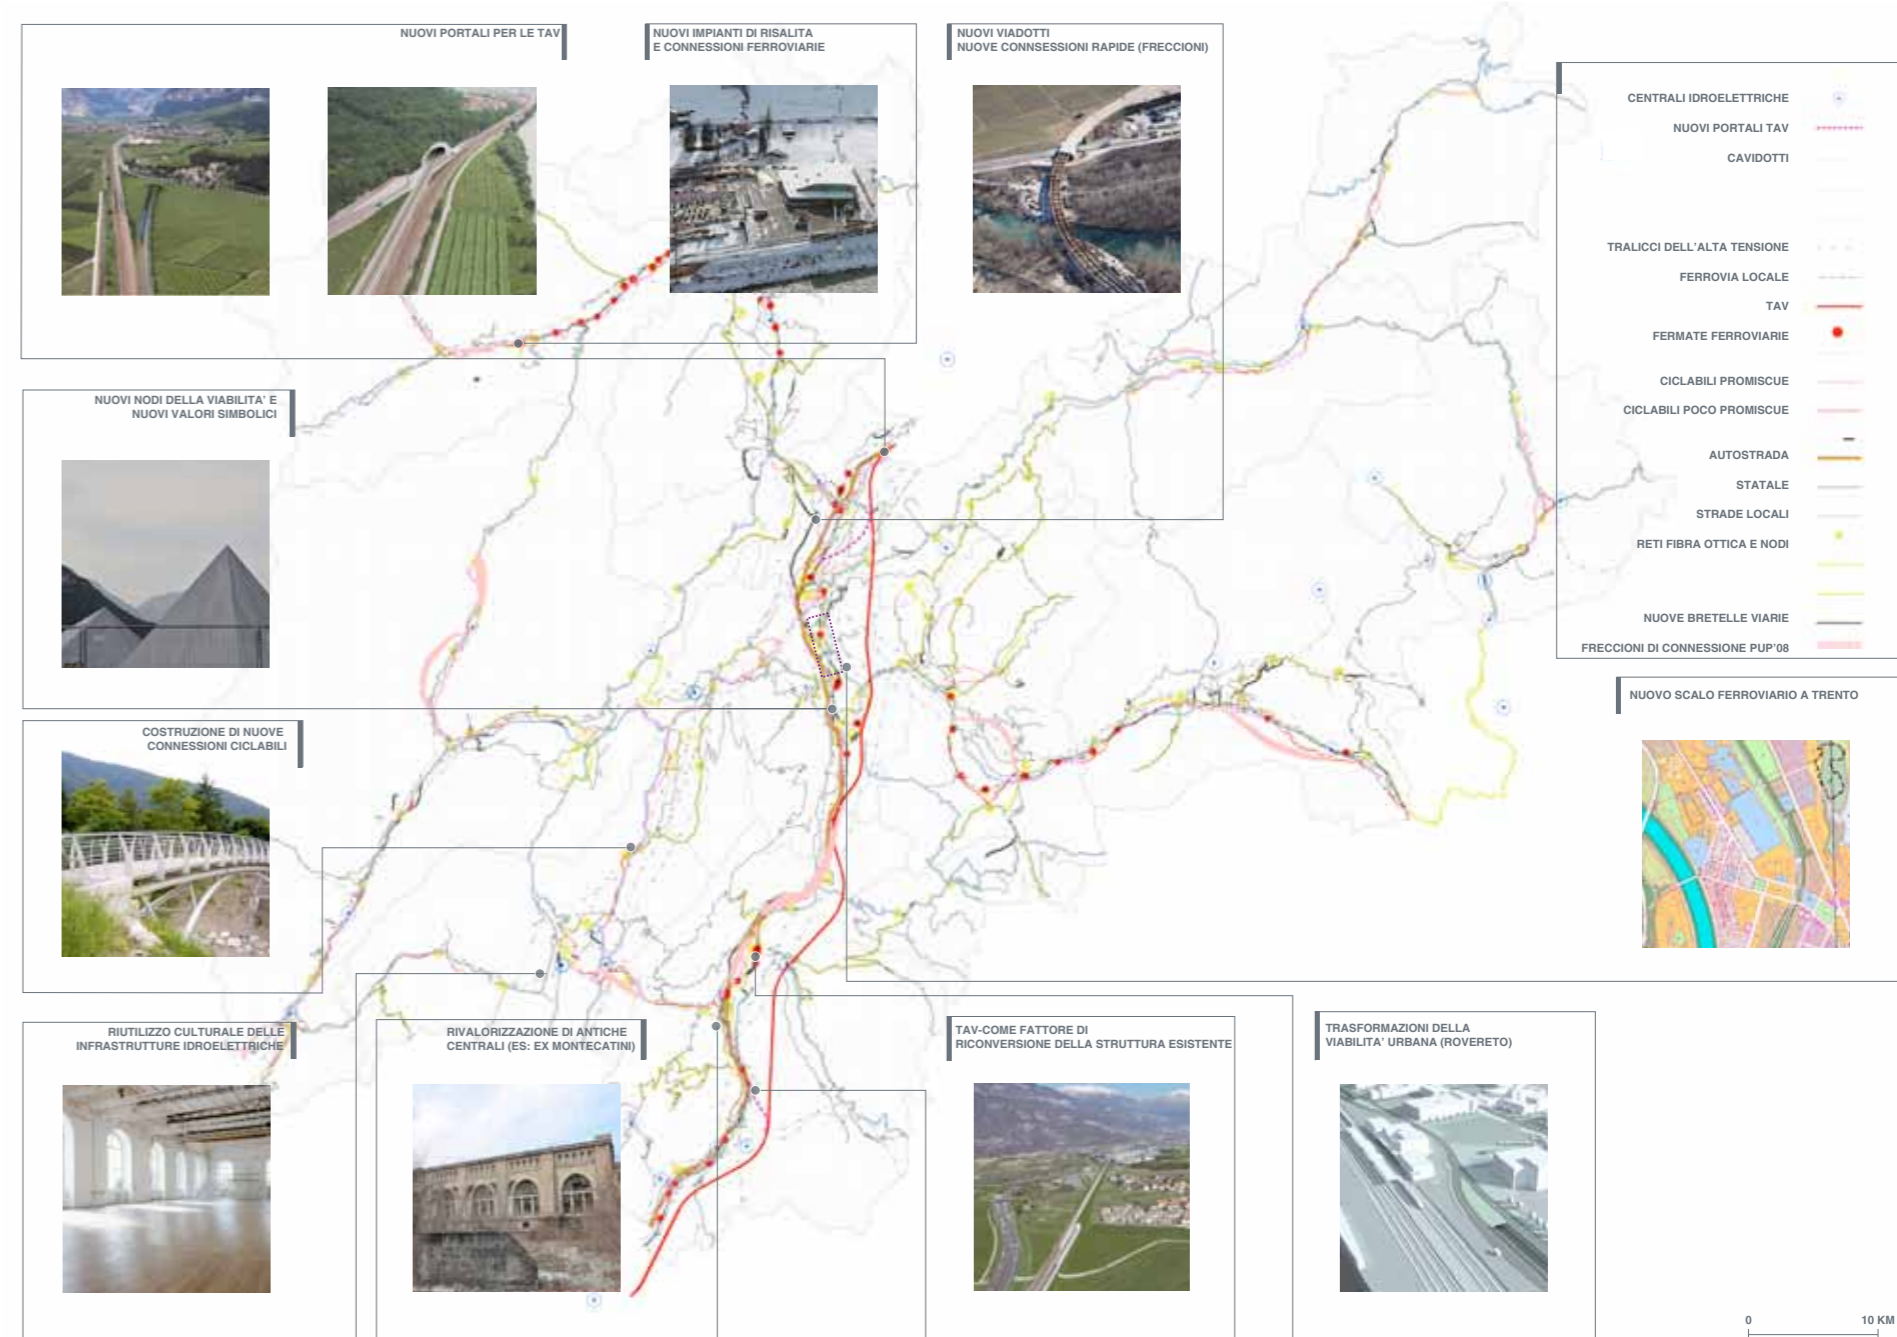 NUOVI PORTALI PER LE TAV
NUOVI IMPIANTI DI RISALITA
E CONNESSIONI FERROVIARIE
NUOVI VIADOTTI
NUOVE CONNSESSIONI RAPIDE (FRECCIONI)
CENTRALI IDROELETTRICHE
NUOVI PORTALI TAV
CAVIDOTTI
TRALICCI DELL'ALTA TENSIONE
FERROVIA LOCALE
TAV
FERMATE FERROVIARIE
CICLABILI PROMISCUE
CICLABILI POCO PROMISCUE
AUTOSTRADA
STATALE
STRADE LOCALI
RETI FIBRA OTTICA E NODI
NUOVE BRETELLE VIARIE
FRECCIONI DI CONNESSIONE PUP'08
NUOVI NODI DELLA VIABILITA' E
NUOVI VALORI SIMBOLICI
NUOVO SCALO FERROVIARIO A TRENTO
COSTRUZIONE DI NUOVE
CONNESSIONI CICLABILI
RIUTILIZZO CULTURALE DELLE
INFRASTRUTTURE IDROELETTRICHE
RIVALORIZZAZIONE DI ANTICHE
CENTRALI (ES: EX MONTECATINI)
TAV-COME FATTORE DI
RICONVERSIONE DELLA STRUTTURA ESISTENTE
TRASFORMAZIONI DELLA
VIABILITA' URBANA (ROVERETO)
0 10 KM